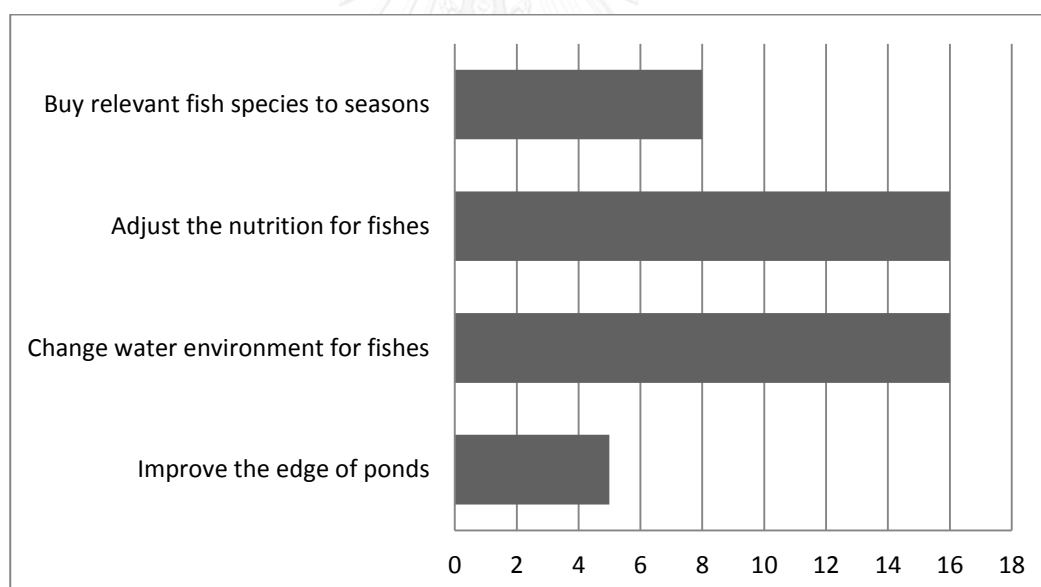 Buy relevant fish species to seasons
Adjust the nutrition for fishes
Change water environment for fishes
Improve the edge of ponds
0 2 4 6 8 10 12 14 16 18